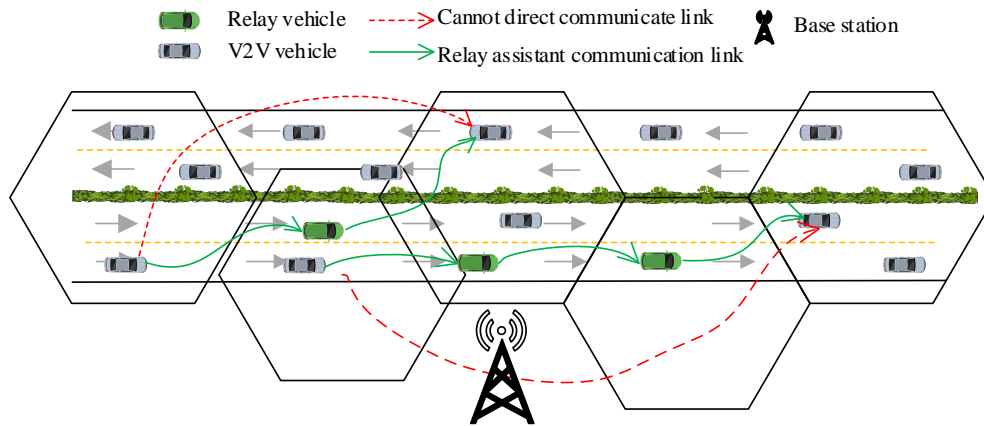 Relay vehicle
Cannot direct communicate link
Base station
V2V vehicle
Relay assistant communication link